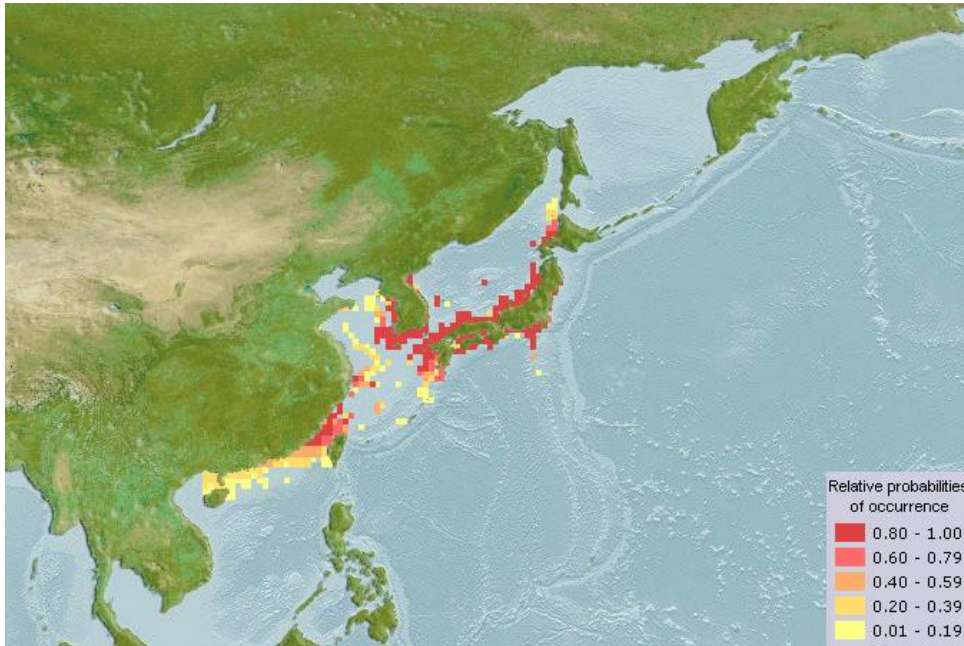 Relative probabilities
of occurrence
0.80 - 1.00
0.60 - 0.79
0.40 - 0.59
0.20 - 0.39
0.01 - 0.19